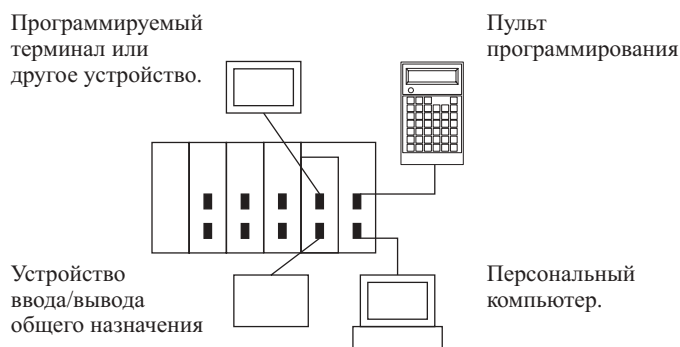 Программируемый
терминал или
другое устройство.
Пульт
программирования
Устройство
ввода/вывода
общего назначения
Персональный
компьютер.